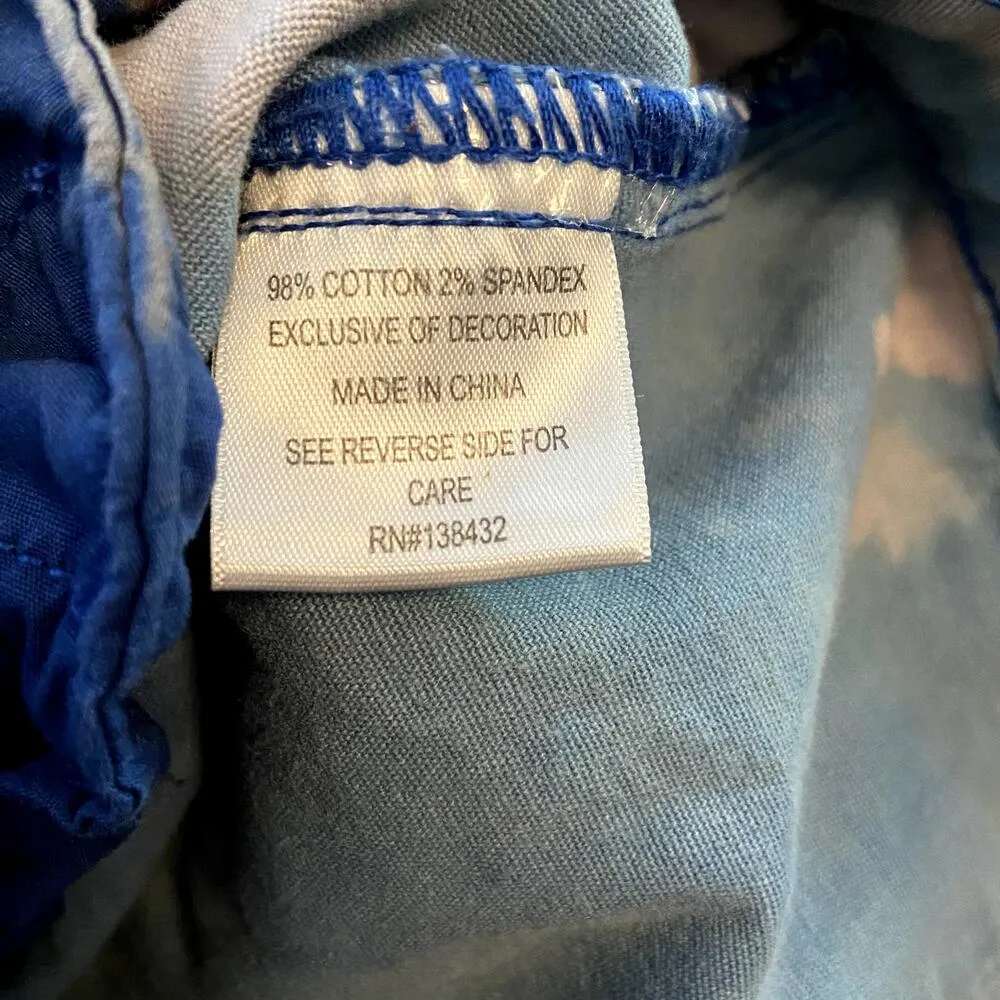 98% COTTON 2% SPANDEX
EXCLUSIVE OF DECORATION
MADE IN CHINA
SEE REVERSE SIDE FOR
CARE
RN#138432